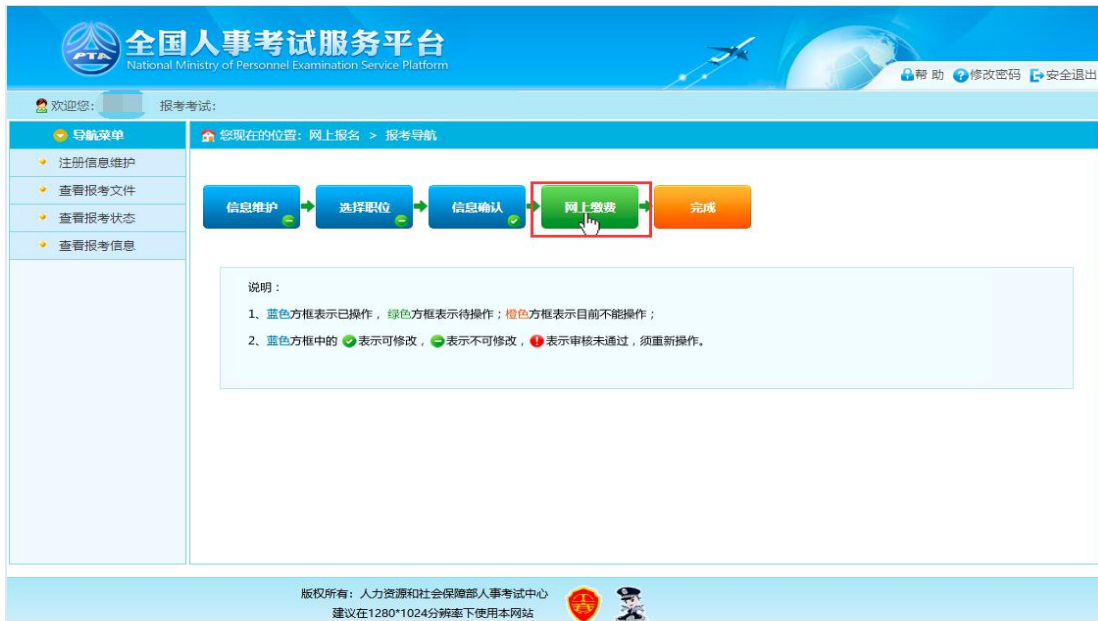 全国人事考试服务平台
National Ministry of Personnel Examination Service Platform
PTA
帮 助 修改密码 安全退出
欢迎您: 报考考试:
导航菜单
您现在的位置: 网上报名 > 报考导航
注册信息维护
查看报考文件
查看报考状态
查看报考信息
信息维护 选择职位 信息确认 网上缴费 完成
说明：
1、蓝色方框表示已操作，绿色方框表示待操作；橙色方框表示目前不能操作；
2、蓝色方框中的 表示可修改， 表示不可修改， 表示审核未通过，须重新操作。
版权所有: 人力资源和社会保障部人事考试中心
建议在1280*1024分辨率下使用本网站